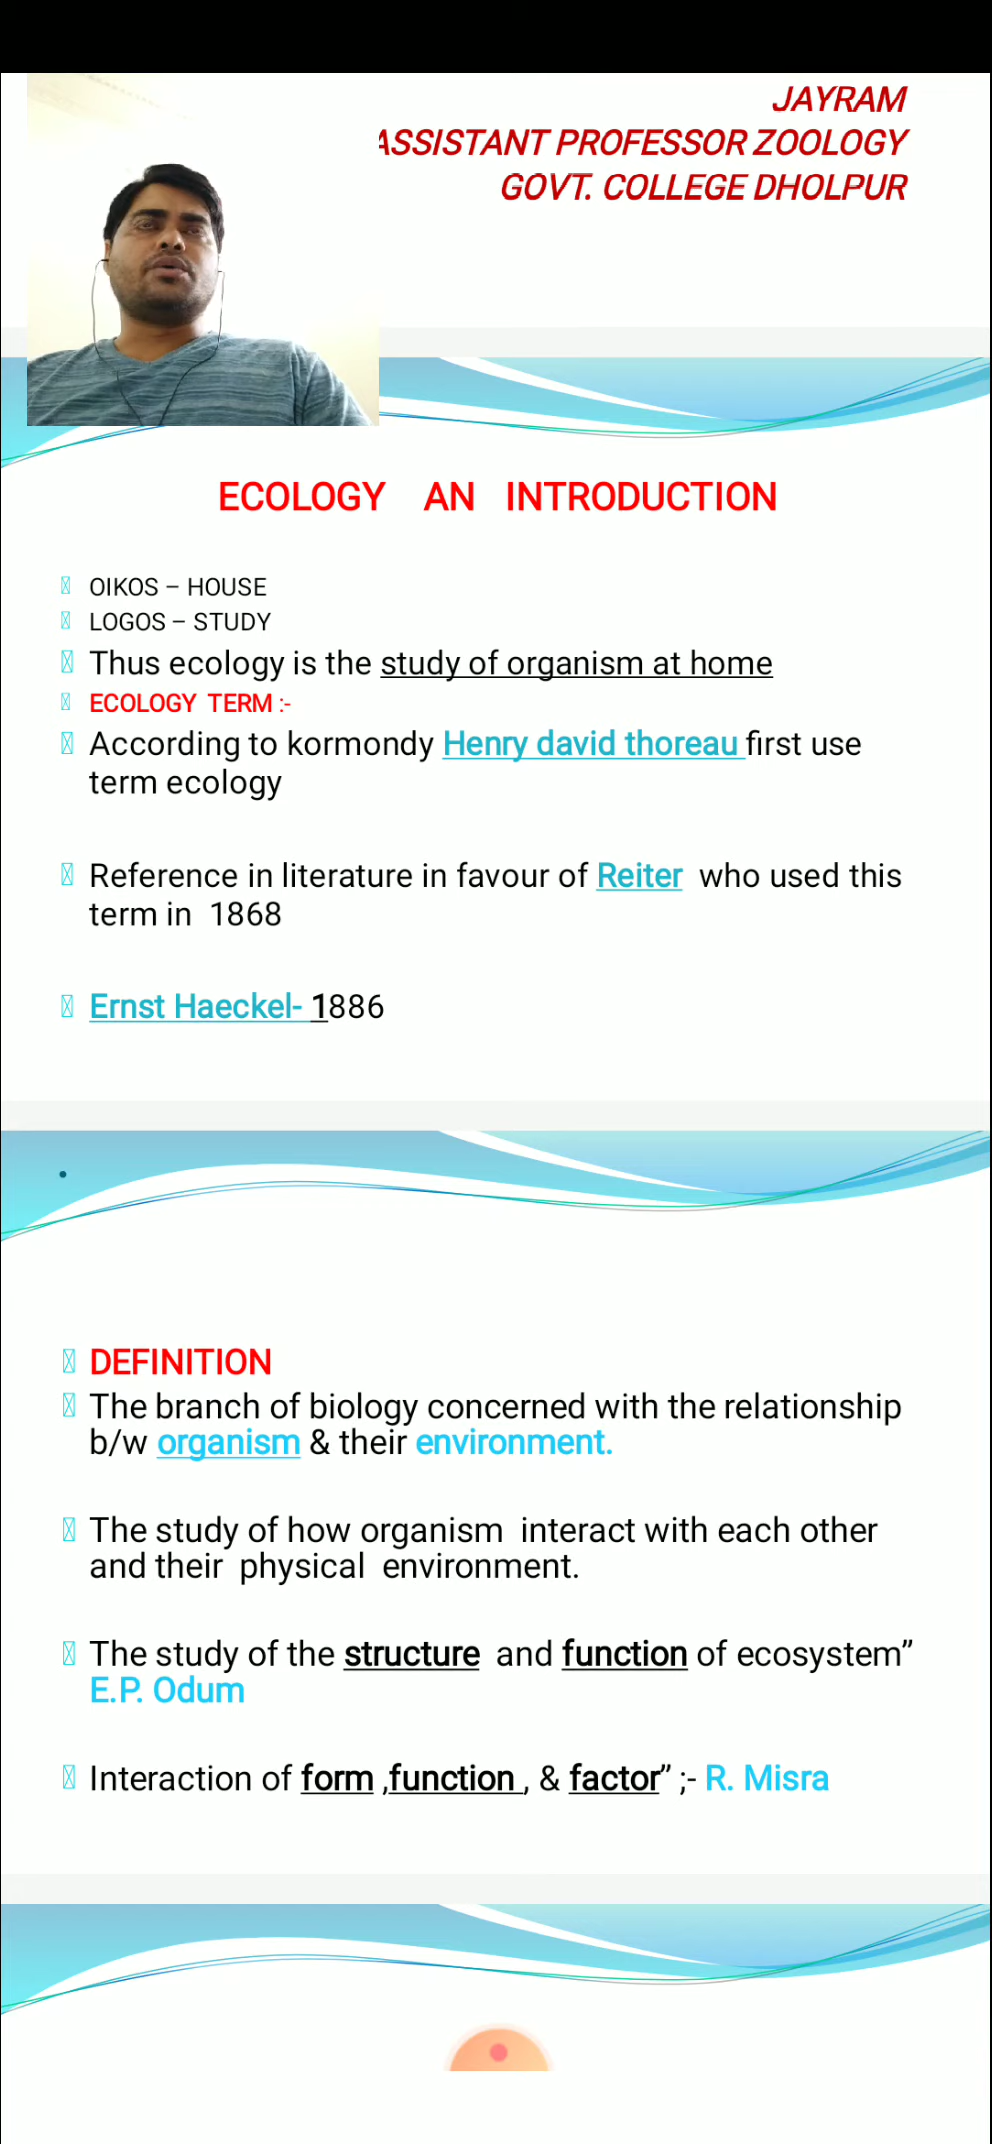 JAYRAM
ASSISTANT PROFESSOR ZOOLOGY
GOVT. COLLEGE DHOLPUR
ECOLOGY AN INTRODUCTION
OIKOS – HOUSE
LOGOS – STUDY
Thus ecology is the study of organism at home
ECOLOGY TERM :-
According to kormondy Henry david thoreau first use
term ecology
Reference in literature in favour of Reiter who used this
term in 1868
Ernst Haeckel- 1886
DEFINITION
The branch of biology concerned with the relationship
b/w organism & their environment.
The study of how organism interact with each other
and their physical environment.
The study of the structure and function of ecosystem”
E.P. Odum
Interaction of form ,function , & factor” ;- R. Misra